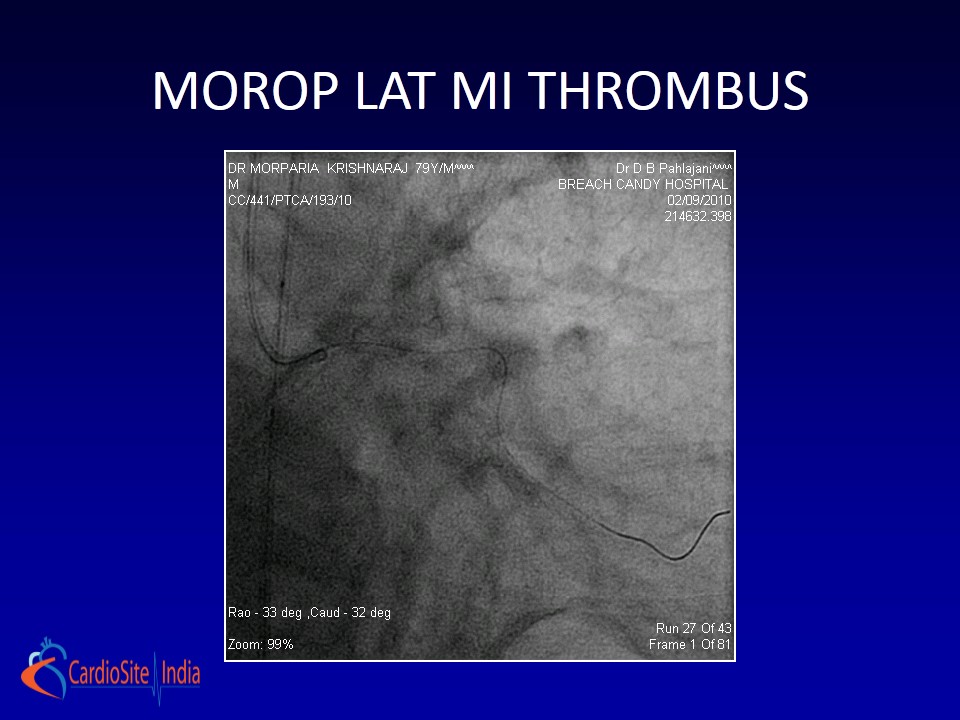 MOROP LAT MI THROMBUS
DR MORPARIA KRISHNARAJ 79Y/M^^^^
M
CC/441/PTCA/193/10
Dr D B Pahlajani^^^^
BREACH CANDY HOSPITAL
02/09/2010
214632.398
Rao - 33 deg ,Caud - 32 deg
Zoom: 99%
Run 27 Of 43
Frame 1 Of 81
CardioSite India